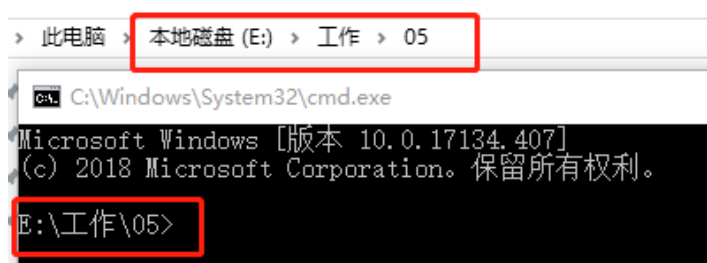 > 此电脑 > 本地磁盘 (E:) > 工作 > 05
C:\Windows\System32\cmd.exe
Microsoft Windows [版本 10.0.17134.407]
(c) 2018 Microsoft Corporation。保留所有权利。
E:\工作\05>